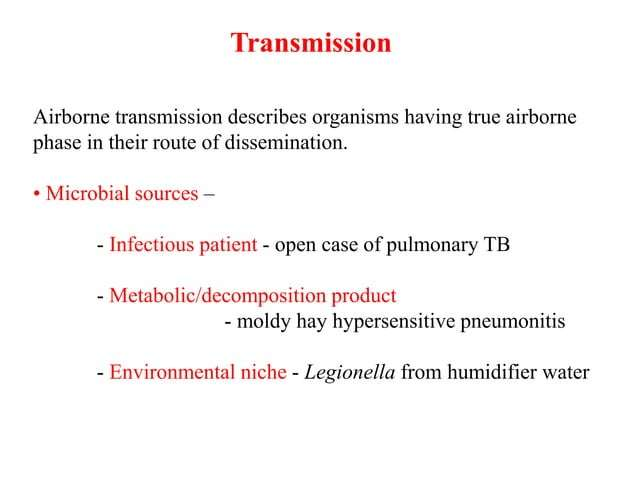 Transmission
Airborne transmission describes organisms having true airborne
phase in their route of dissemination.
• Microbial sources –
- Infectious patient - open case of pulmonary TB
- Metabolic/decomposition product
- moldy hay hypersensitive pneumonitis
- Environmental niche - Legionella from humidifier water